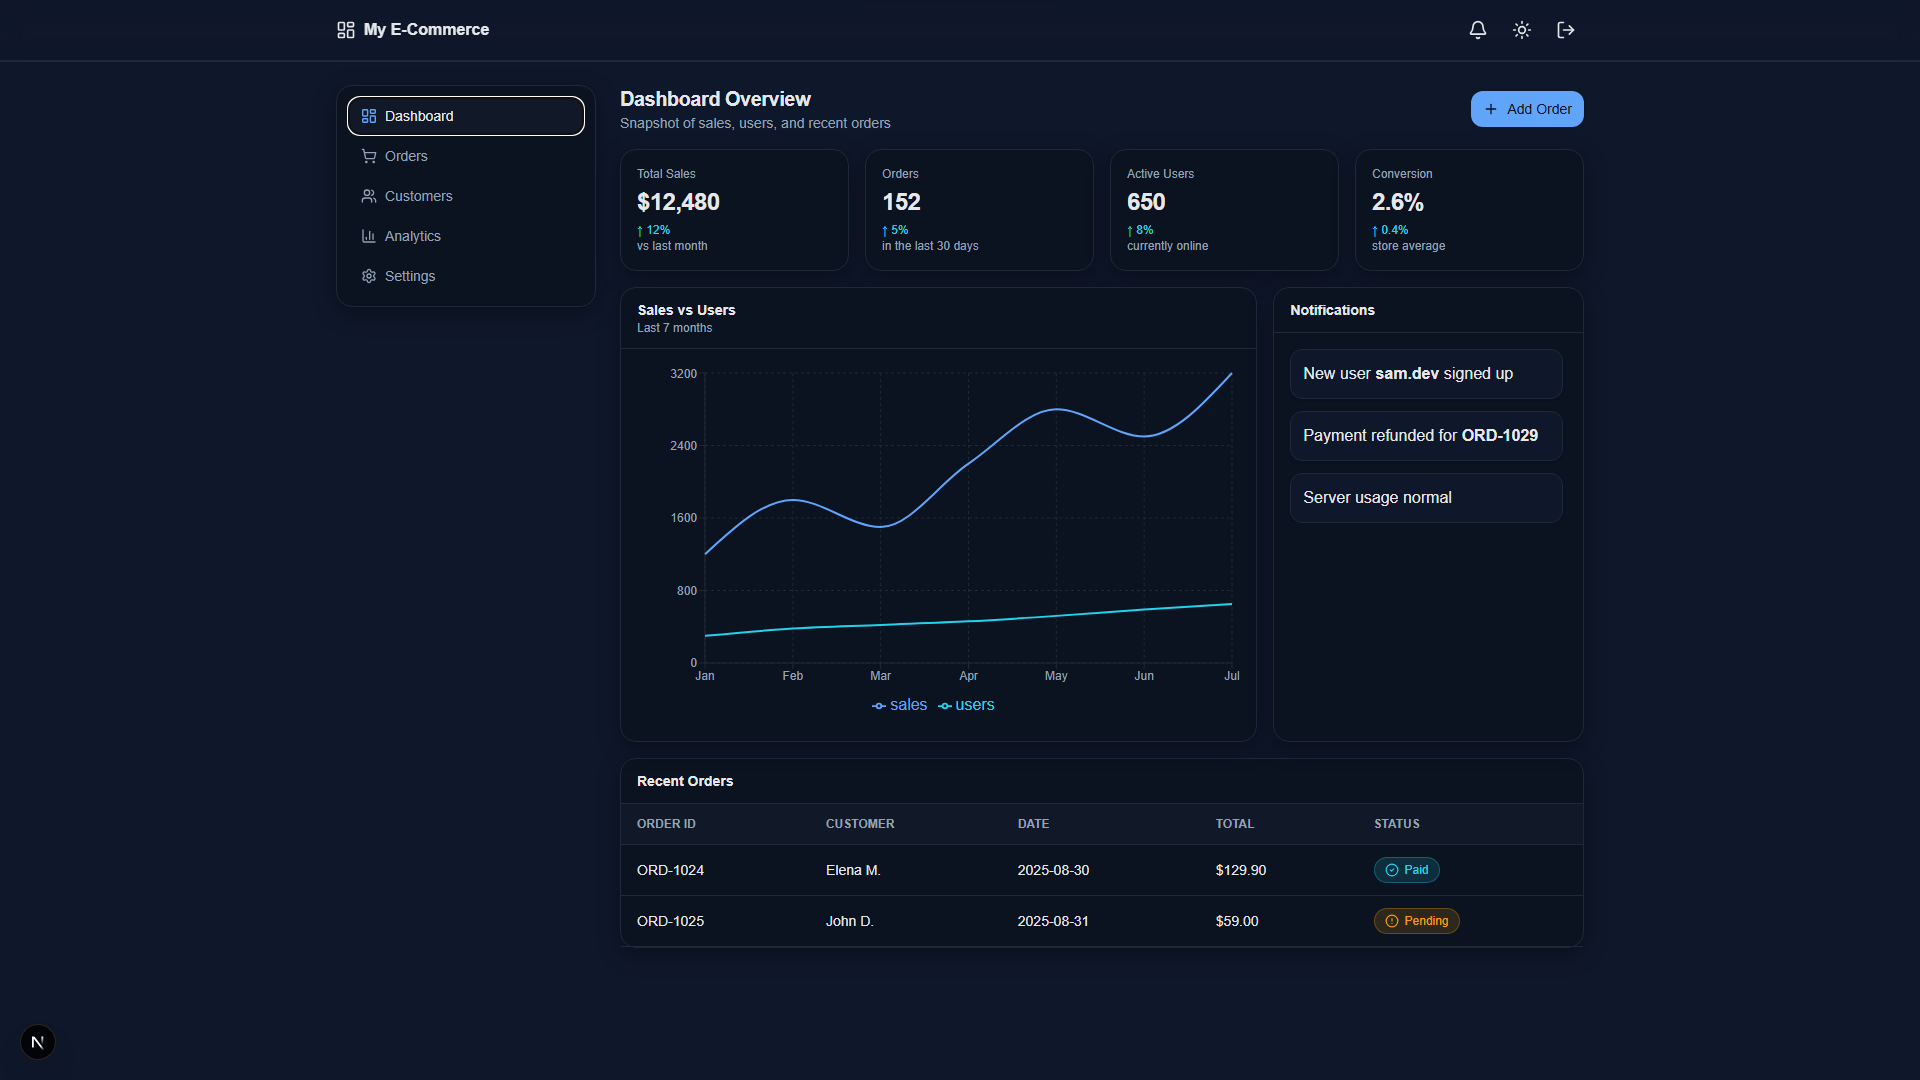 My E-Commerce
Dashboard
Orders
Customers
Analytics
Settings
Dashboard Overview
Snapshot of sales, users, and recent orders
+ Add Order
Total Sales
$12,480
↑ 12%
vs last month
Orders
152
↑ 5%
in the last 30 days
Active Users
650
↑ 8%
currently online
Conversion
2.6%
↑ 0.4%
store average
Sales vs Users
Last 7 months
3200
2400
1600
800
0
Jan Feb Mar Apr May Jun Jul
sales users
Notifications
New user sam.dev signed up
Payment refunded for ORD-1029
Server usage normal
Recent Orders
ORDER ID CUSTOMER DATE TOTAL STATUS
ORD-1024 Elena M. 2025-08-30 $129.90 Paid
ORD-1025 John D. 2025-08-31 $59.00 Pending
N